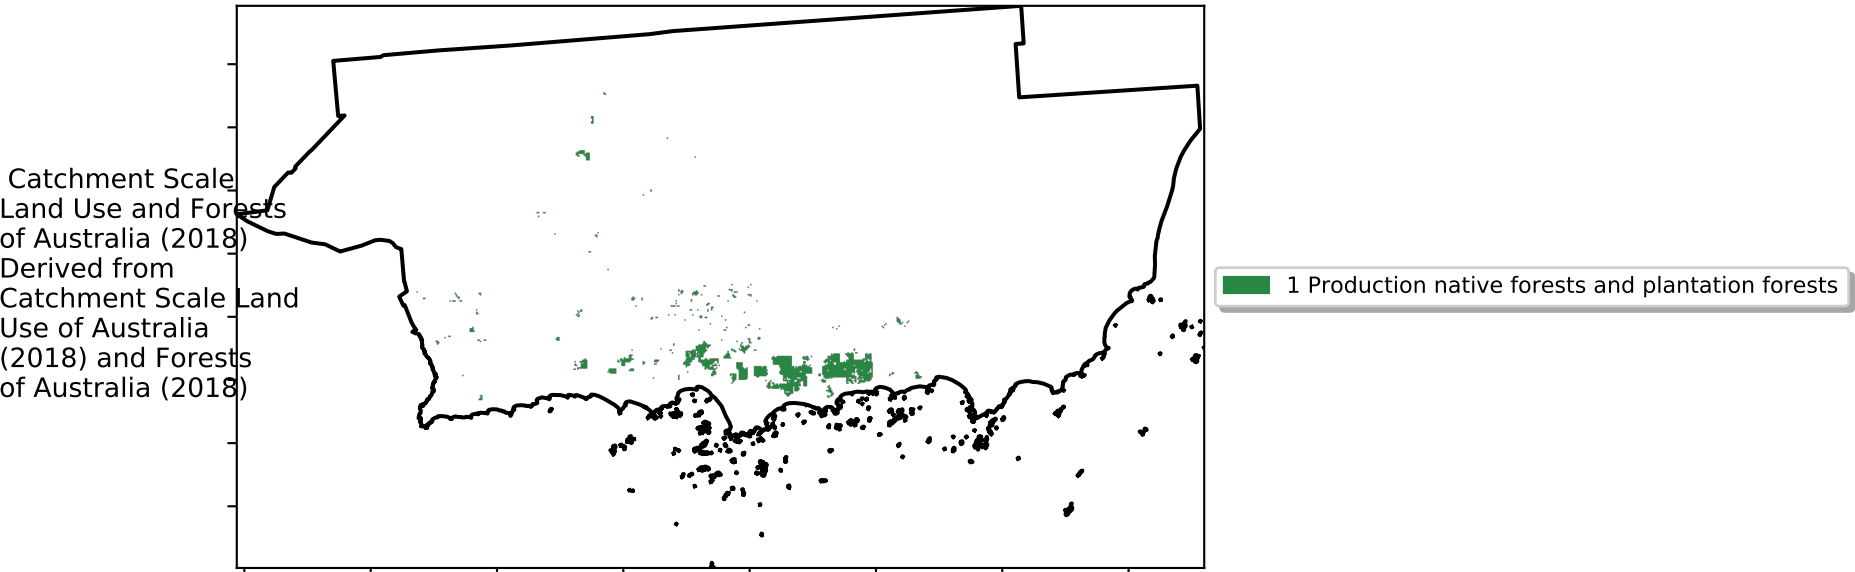 Catchment Scale
Land Use and Forests
of Australia (2018)
Derived from
Catchment Scale Land
Use of Australia
(2018) and Forests
of Australia (2018)
1 Production native forests and plantation forests